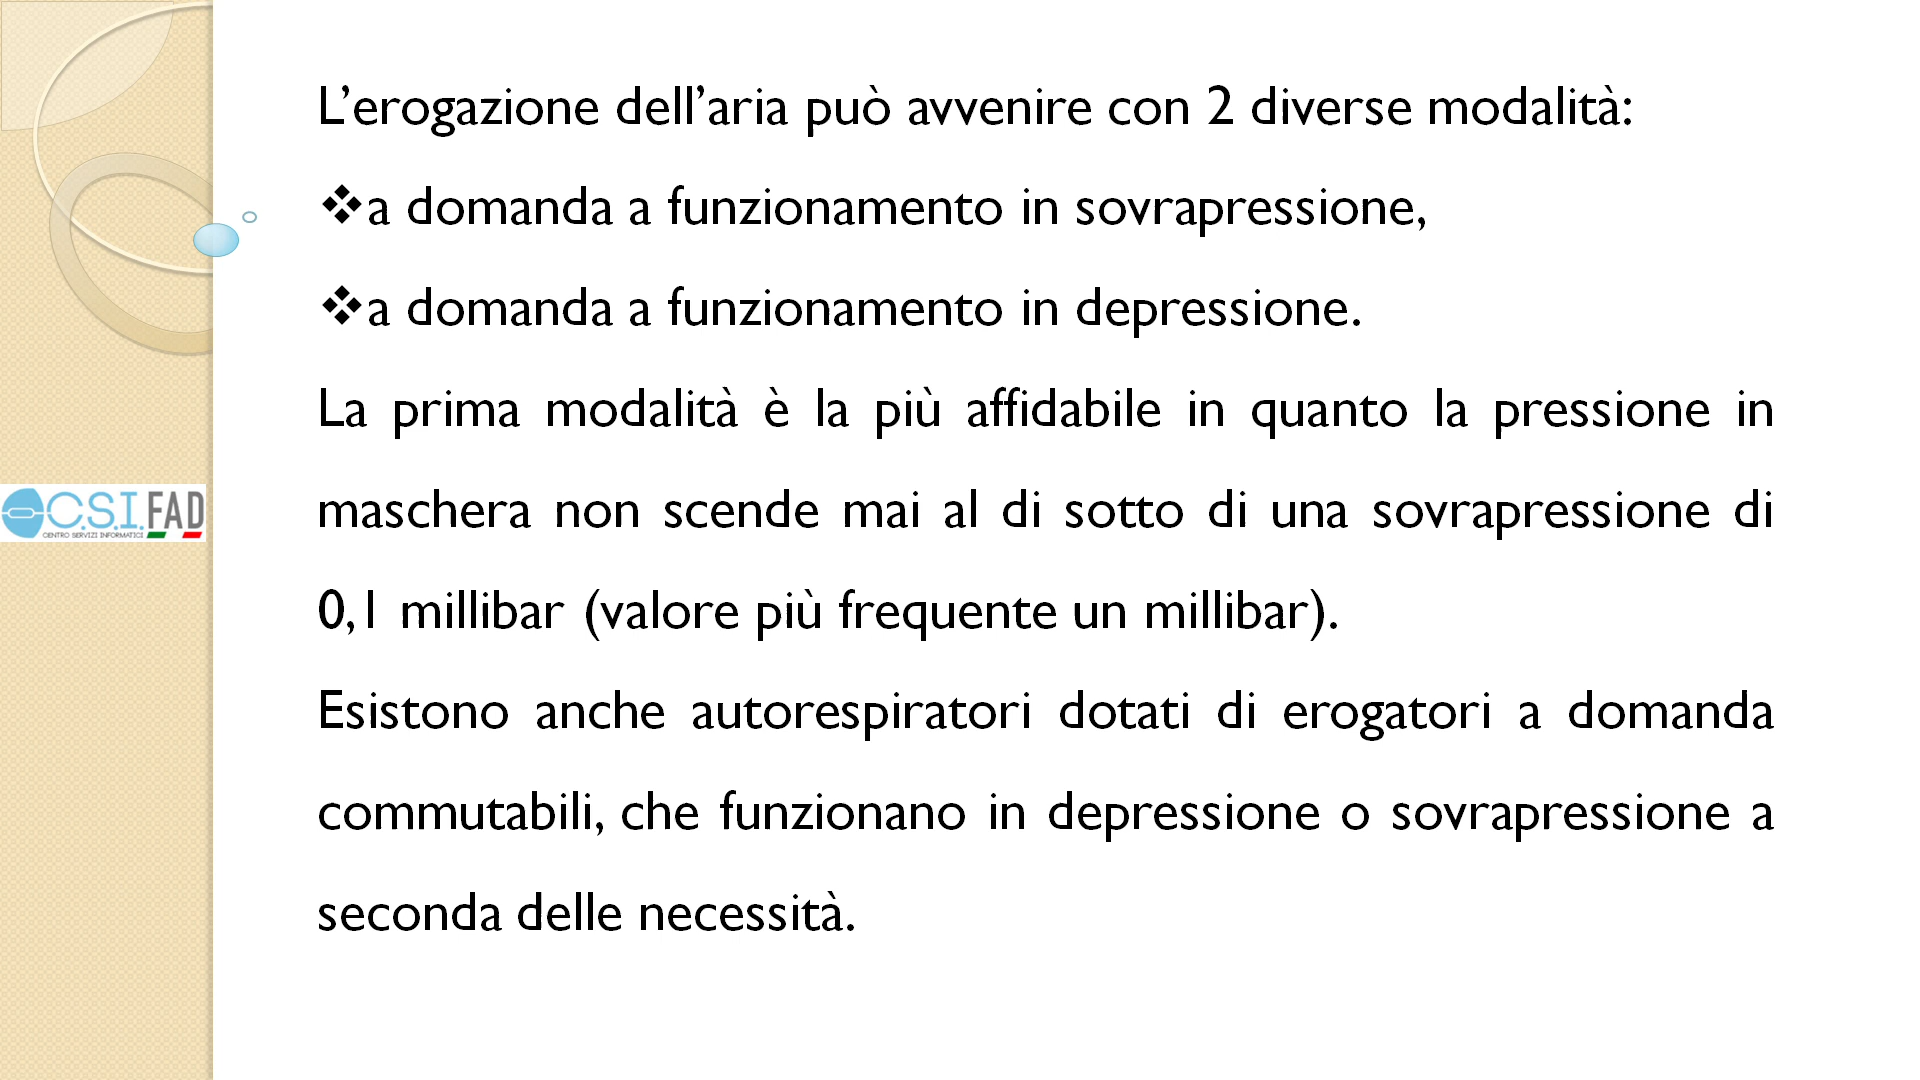 L’erogazione dell’aria può avvenire con 2 diverse modalità:
❖a domanda a funzionamento in sovrapressione,
❖a domanda a funzionamento in depressione.
La prima modalità è la più affidabile in quanto la pressione in
maschera non scende mai al di sotto di una sovrapressione di
0,1 millibar (valore più frequente un millibar).
Esistono anche autorespiratori dotati di erogatori a domanda
commutabili, che funzionano in depressione o sovrapressione a
seconda delle necessità.
C.S.I. FAD
CENTRO SERVIZI INFORMATICI